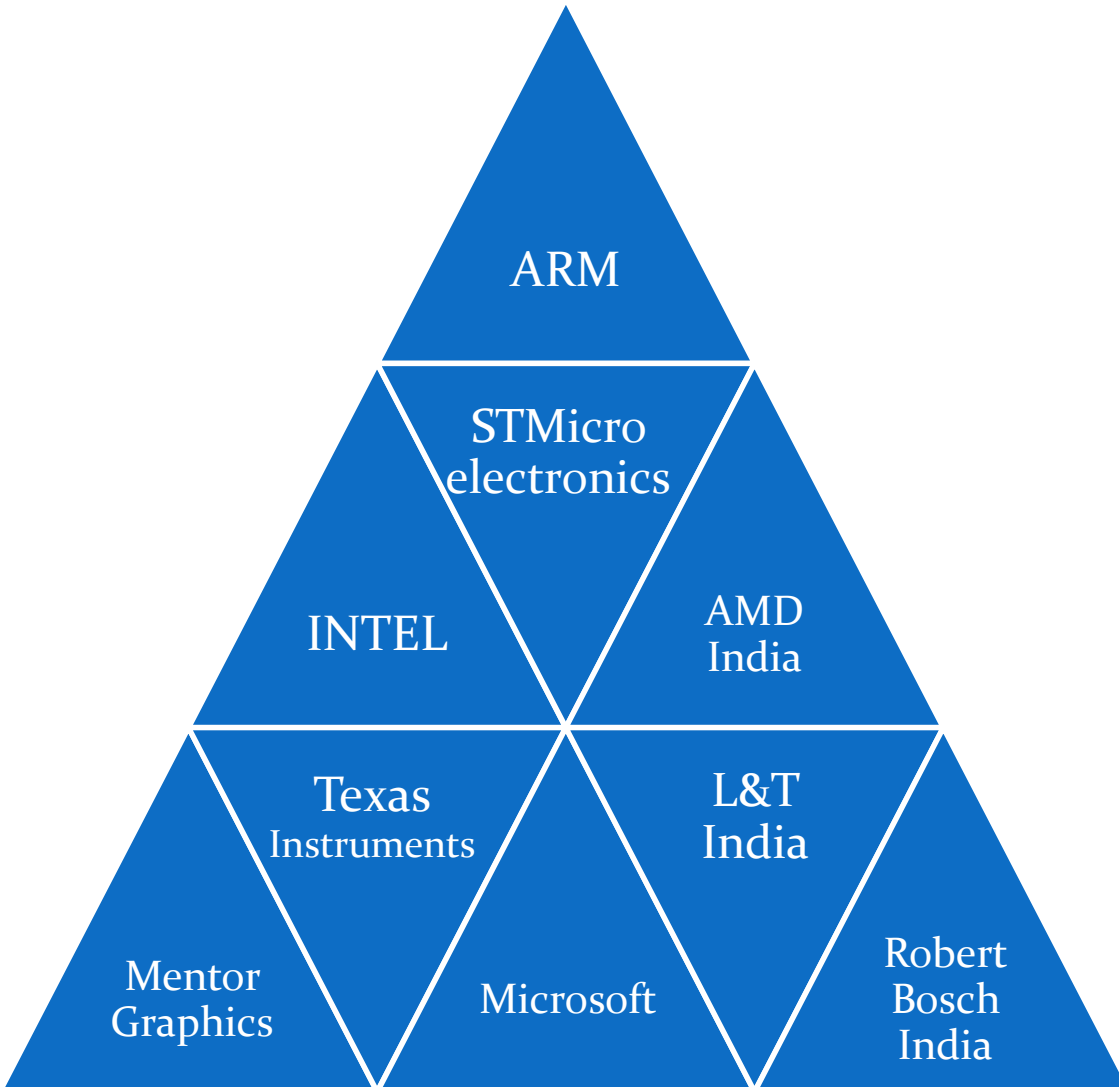 ARM
STMicro
electronics
INTEL
AMD
India
Texas
Instruments
L&T
India
Mentor
Graphics
Microsoft
Robert
Bosch
India